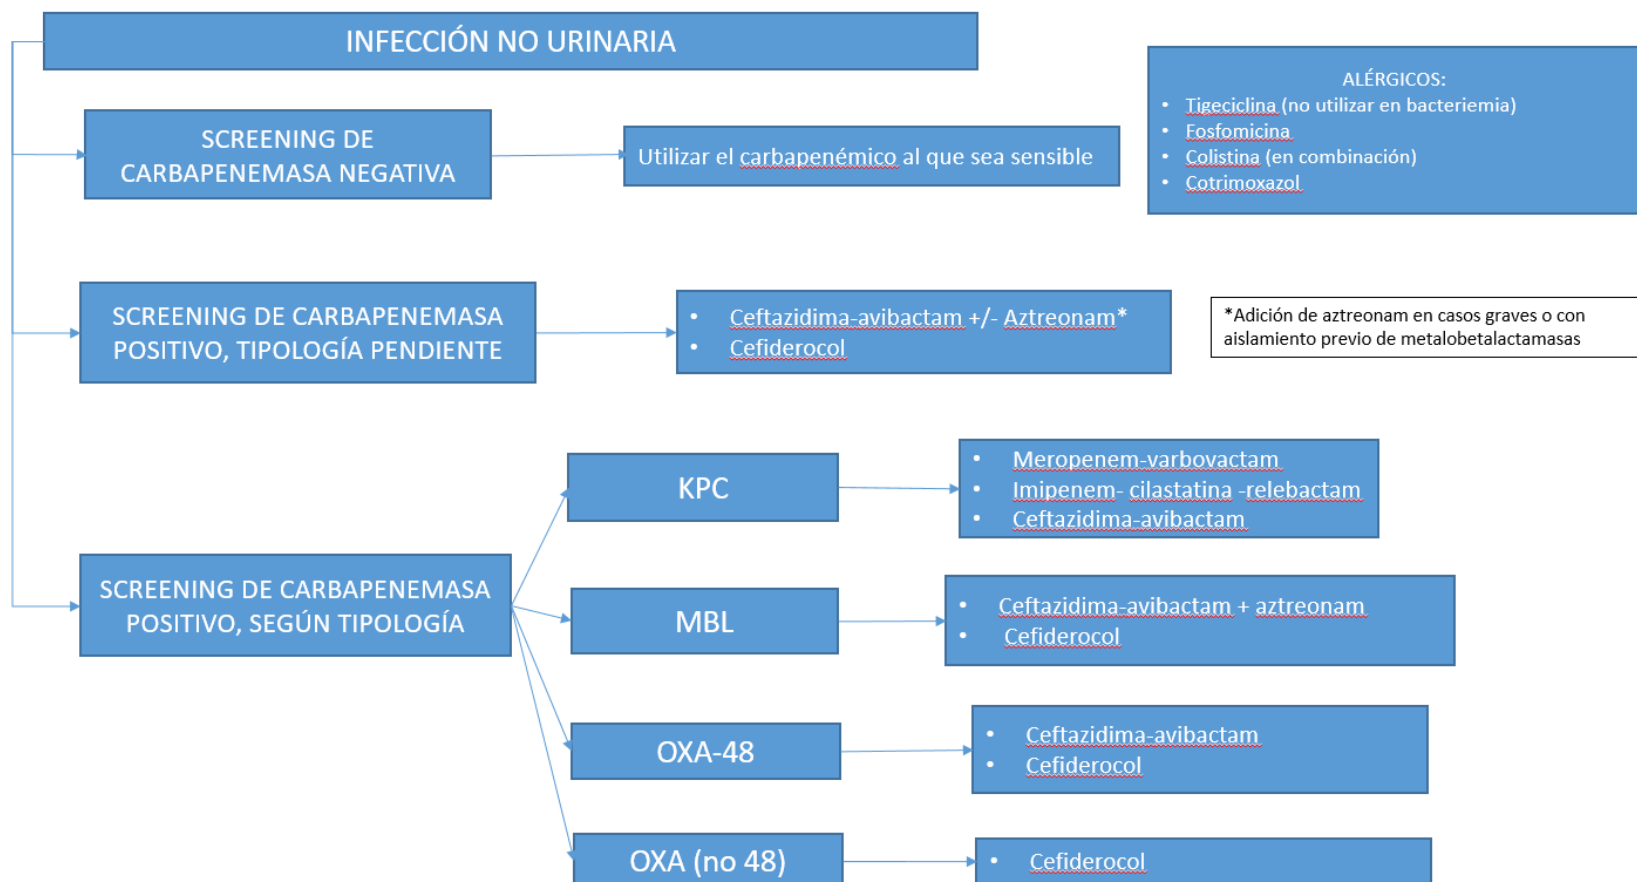 INFECCIÓN NO URINARIA
ALÉRGICOS:
• Tigeciclina (no utilizar en bacteriemia)
• Fosfomicina
• Colistina (en combinación)
• Cotrimoxazol
SCREENING DE
CARBAPENEMASA NEGATIVA
Utilizar el carbapenémico al que sea sensible
SCREENING DE CARBAPENEMASA
POSITIVO, TIPOLOGÍA PENDIENTE
• Ceftazidima-avibactam +/- Aztreonam*
• Cefiderocol
*Adición de aztreonam en casos graves o con
aislamiento previo de metalobetalactamasas
SCREENING DE CARBAPENEMASA
POSITIVO, SEGÚN TIPOLOGÍA
KPC
• Meropenem-varbovactam
• Imipenem- cilastatina -relebactam
• Ceftazidima-avibactam
MBL
• Ceftazidima-avibactam + aztreonam
• Cefiderocol
OXA-48
• Ceftazidima-avibactam
• Cefiderocol
OXA (no 48)
• Cefiderocol